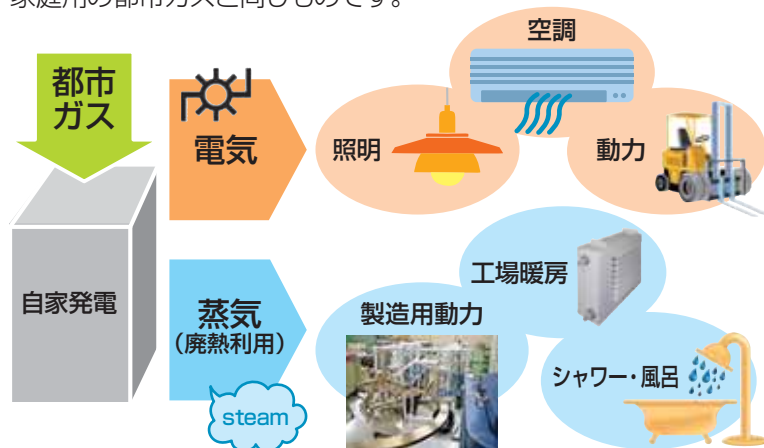 家庭用の都市ガスと同じものです。
都市
ガス
電気
空調
照明
動力
自家発電
蒸気
(廃熱利用)
steam
工場暖房
製造用動力
シャワー・風呂